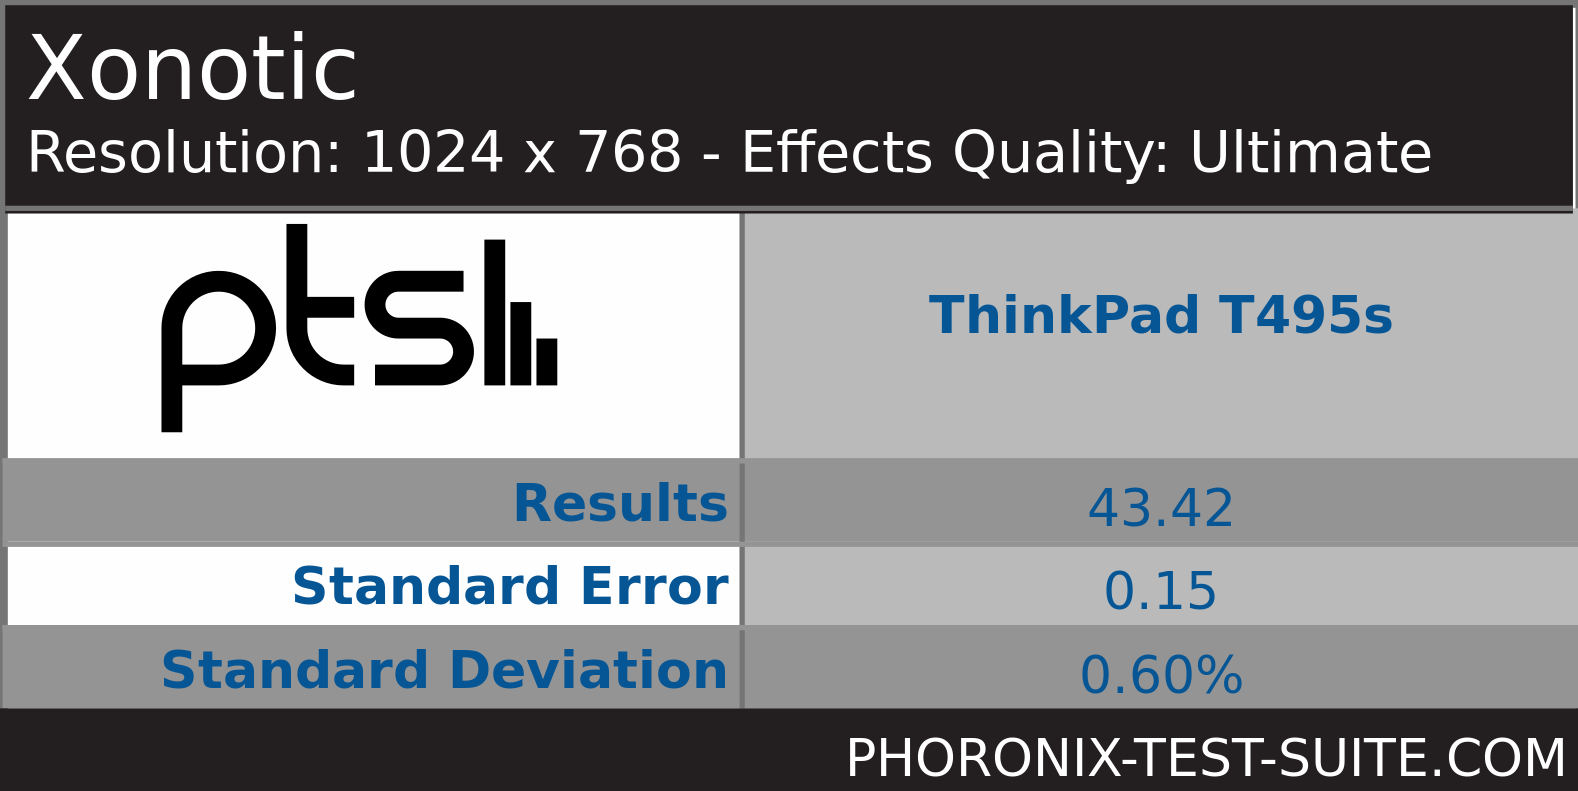 Xonotic
Resolution: 1024 x 768 - Effects Quality: Ultimate
pts
ThinkPad T495s
Results 43.42
Standard Error 0.15
Standard Deviation 0.60%
PHORONIX-TEST-SUITE.COM